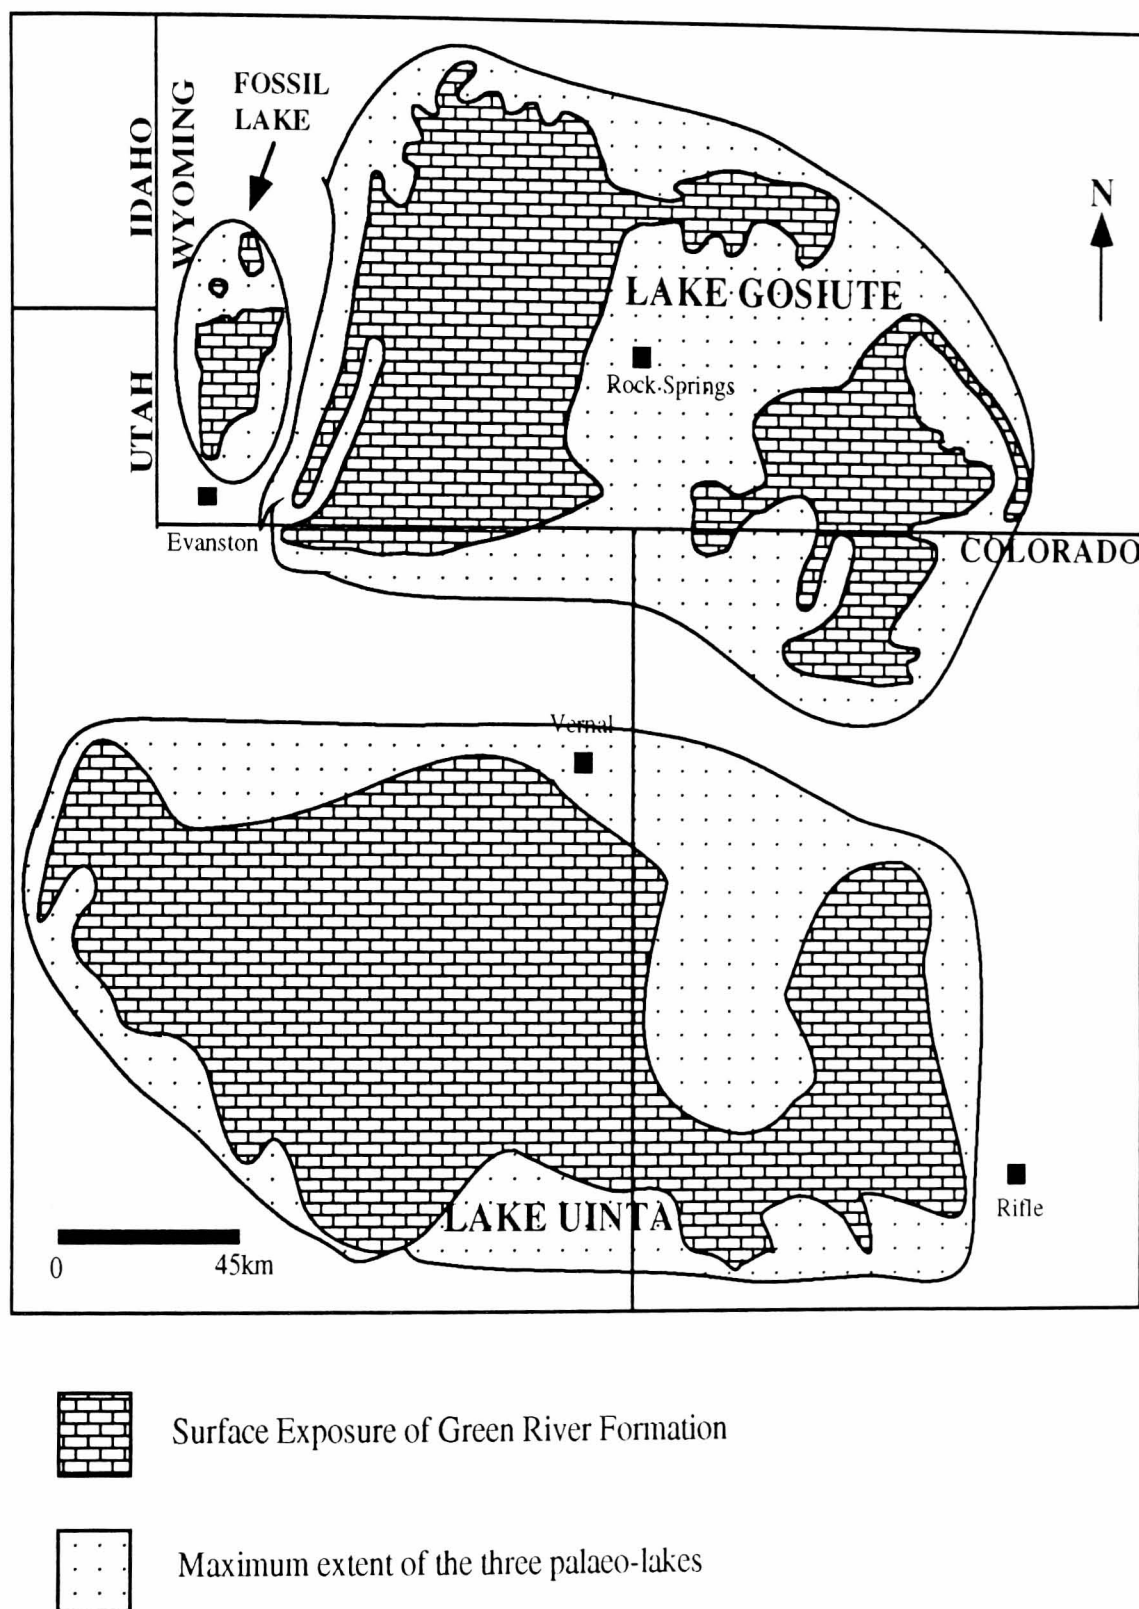 FOSSIL
LAKE
IDAHO
WYOMING
UTAH
N
LAKE GOSIUTE
Rock Springs
Evanston
COLORADO
Vernal
LAKE UINTA
Rifle
0
45km
Surface Exposure of Green River Formation
Maximum extent of the three palaeo-lakes